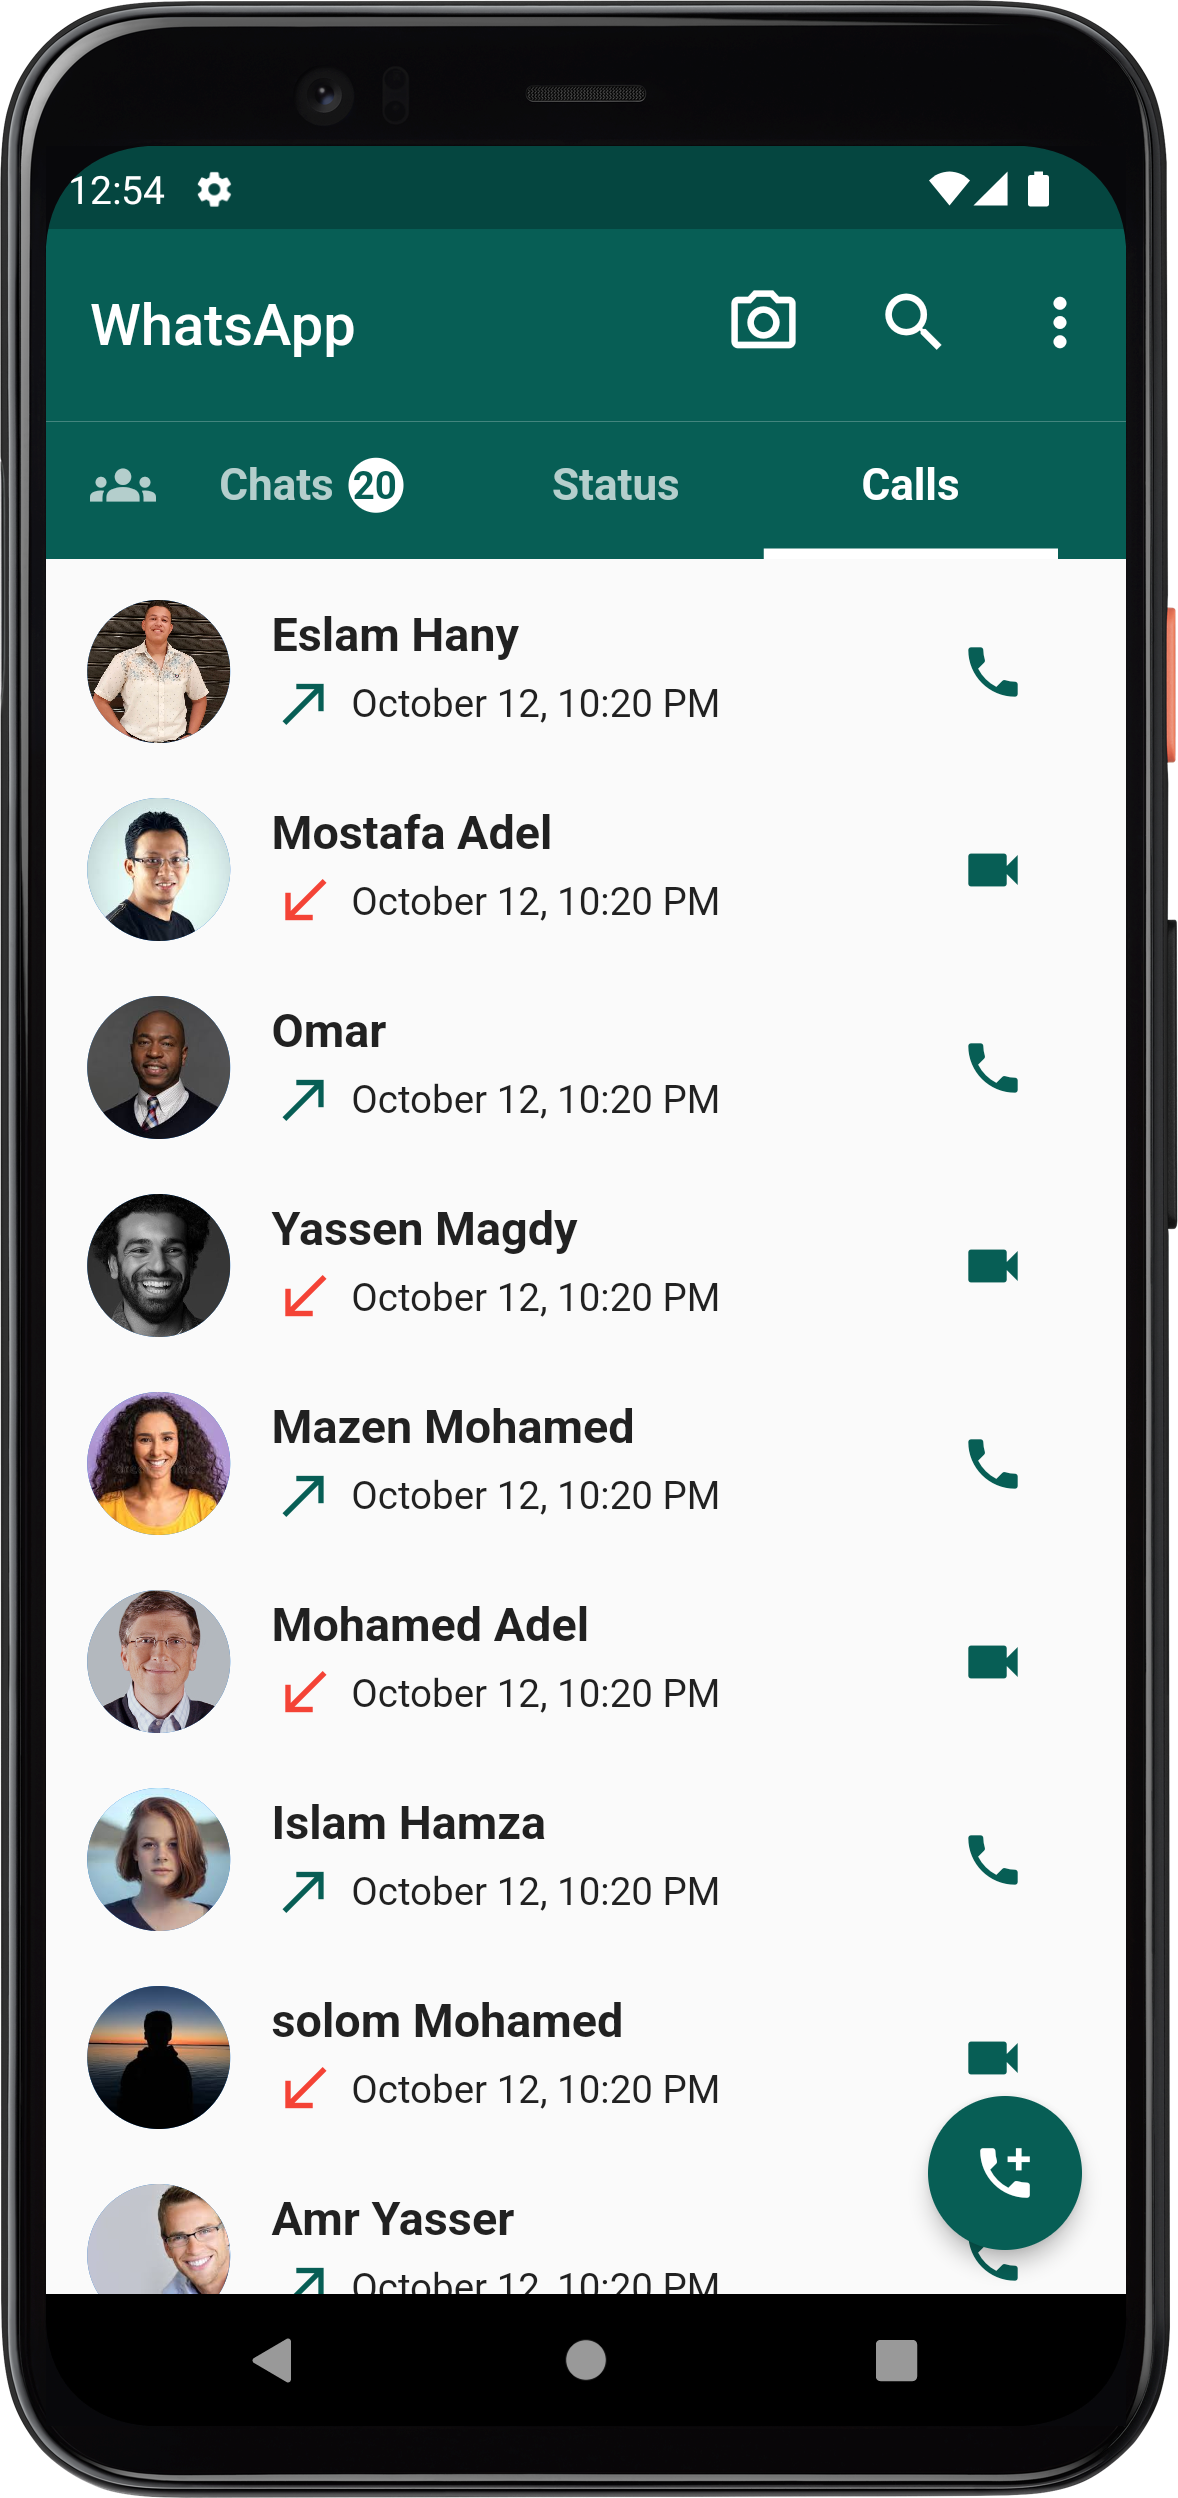 12:54
WhatsApp
Chats 20 Status Calls
Eslam Hany
October 12, 10:20 PM
Mostafa Adel
October 12, 10:20 PM
Omar
October 12, 10:20 PM
Yassen Magdy
October 12, 10:20 PM
Mazen Mohamed
October 12, 10:20 PM
Mohamed Adel
October 12, 10:20 PM
Islam Hamza
October 12, 10:20 PM
solom Mohamed
October 12, 10:20 PM
Amr Yasser
October 12, 10:20 PM